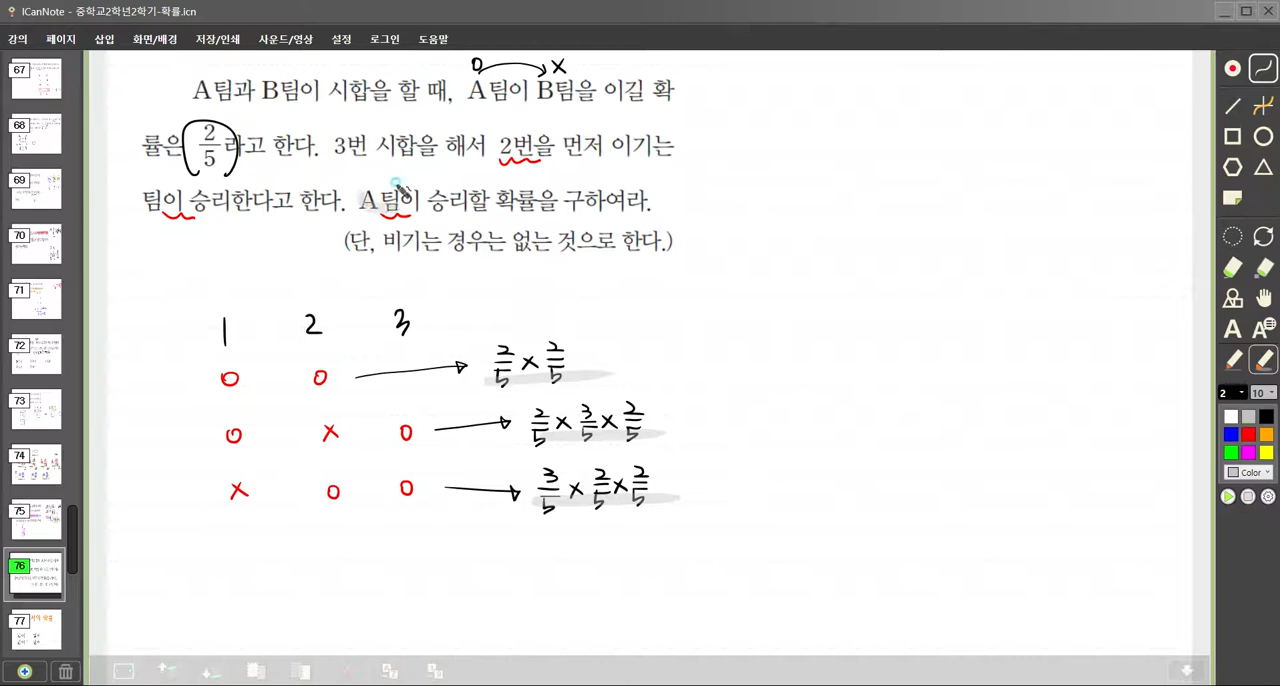 ICanNote - 중학교2학년2학기-확률.icn
강의 페이지 삽입 화면/배경 저장/인쇄 사운드/영상 설정 로그인 도움말
67
68
69
70
71
72
73
74
75
76
77
O X
A팀과 B팀이 시합을 할 때, A팀이 B팀을 이길 확
률은 2/5 라고 한다. 3번 시합을 해서 2번을 먼저 이기는
팀이 승리한다고 한다. A팀이 승리할 확률을 구하여라.
(단, 비기는 경우는 없는 것으로 한다.)
1 2 3
O O → 2/5 × 2/5
O X O → 2/5 × 3/5 × 2/5
X O O → 3/5 × 2/5 × 2/5
2 10
Color